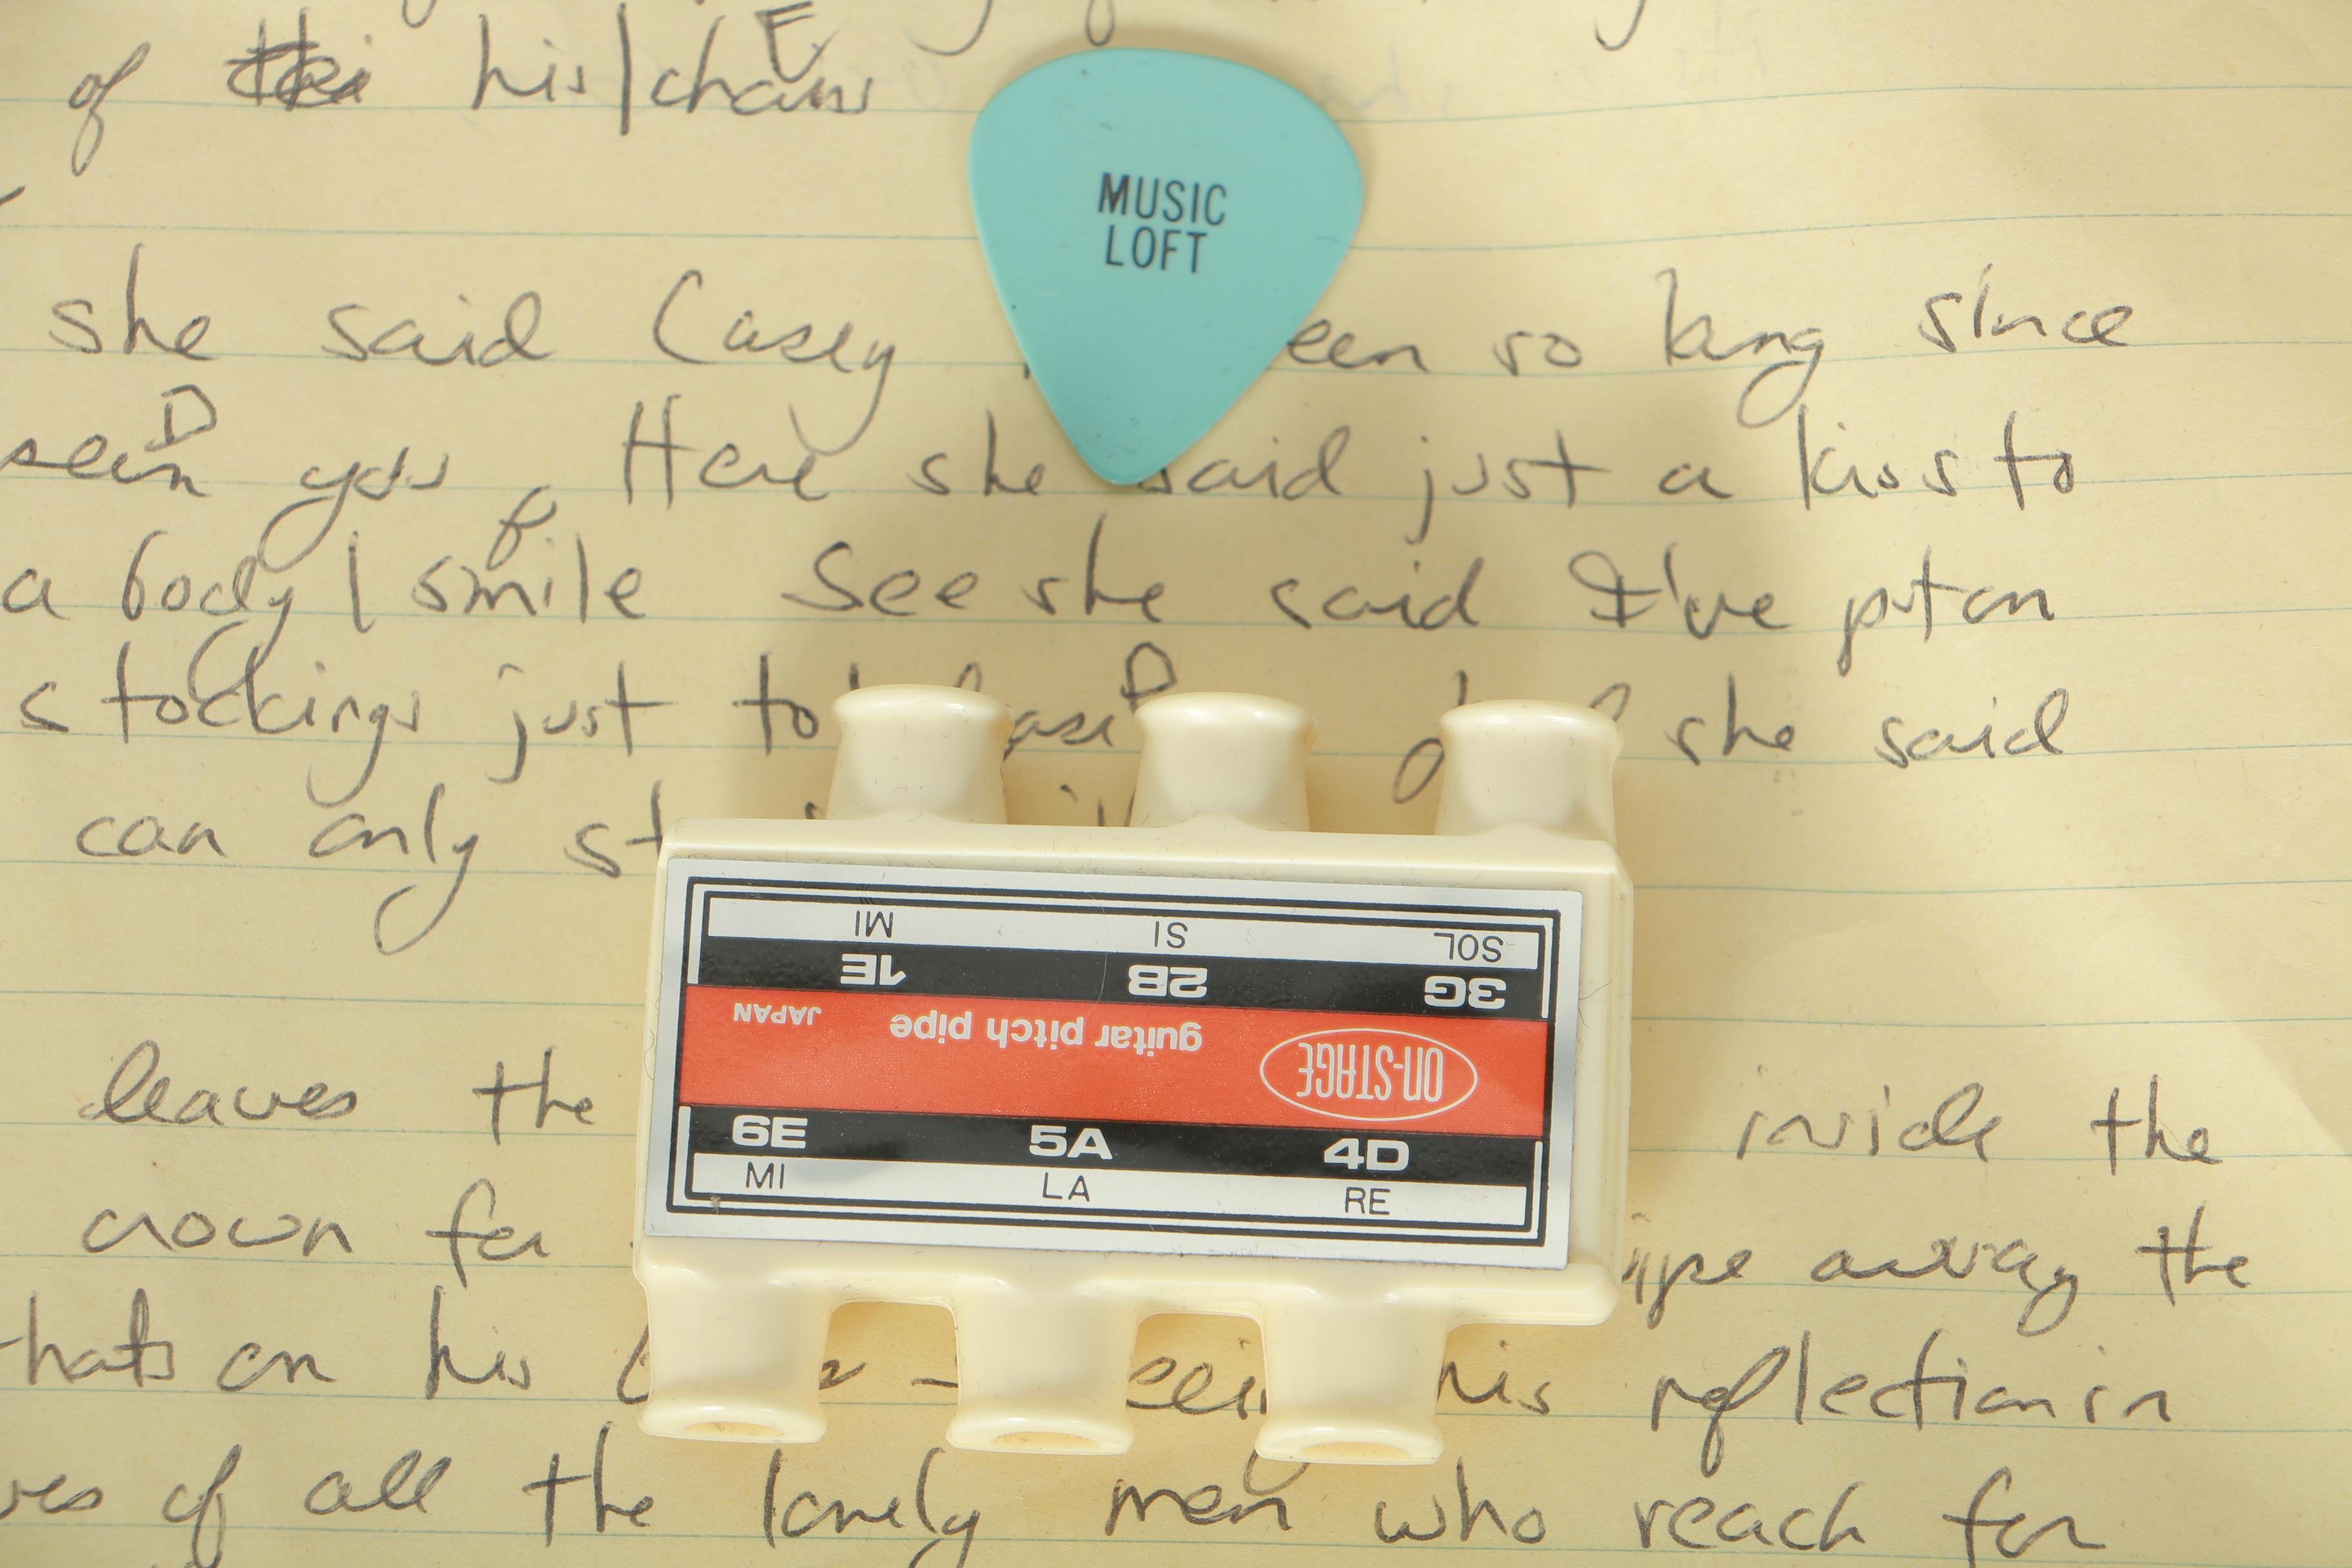 of his/chains
F
MUSIC
LOFT
she said Casey een so long since
D
seen you Here she said just a kiss to
a body / smile See she said I've put on
stockings just to D she said
can only st
MI SI SOL
1E 2B 3G
ON-STAGE guitar pitch pipe JAPAN
6E 5A 4D
MI LA RE
leaves the inside the
crown for away the
thats on his his reflection in
of all the lonely men who reach for